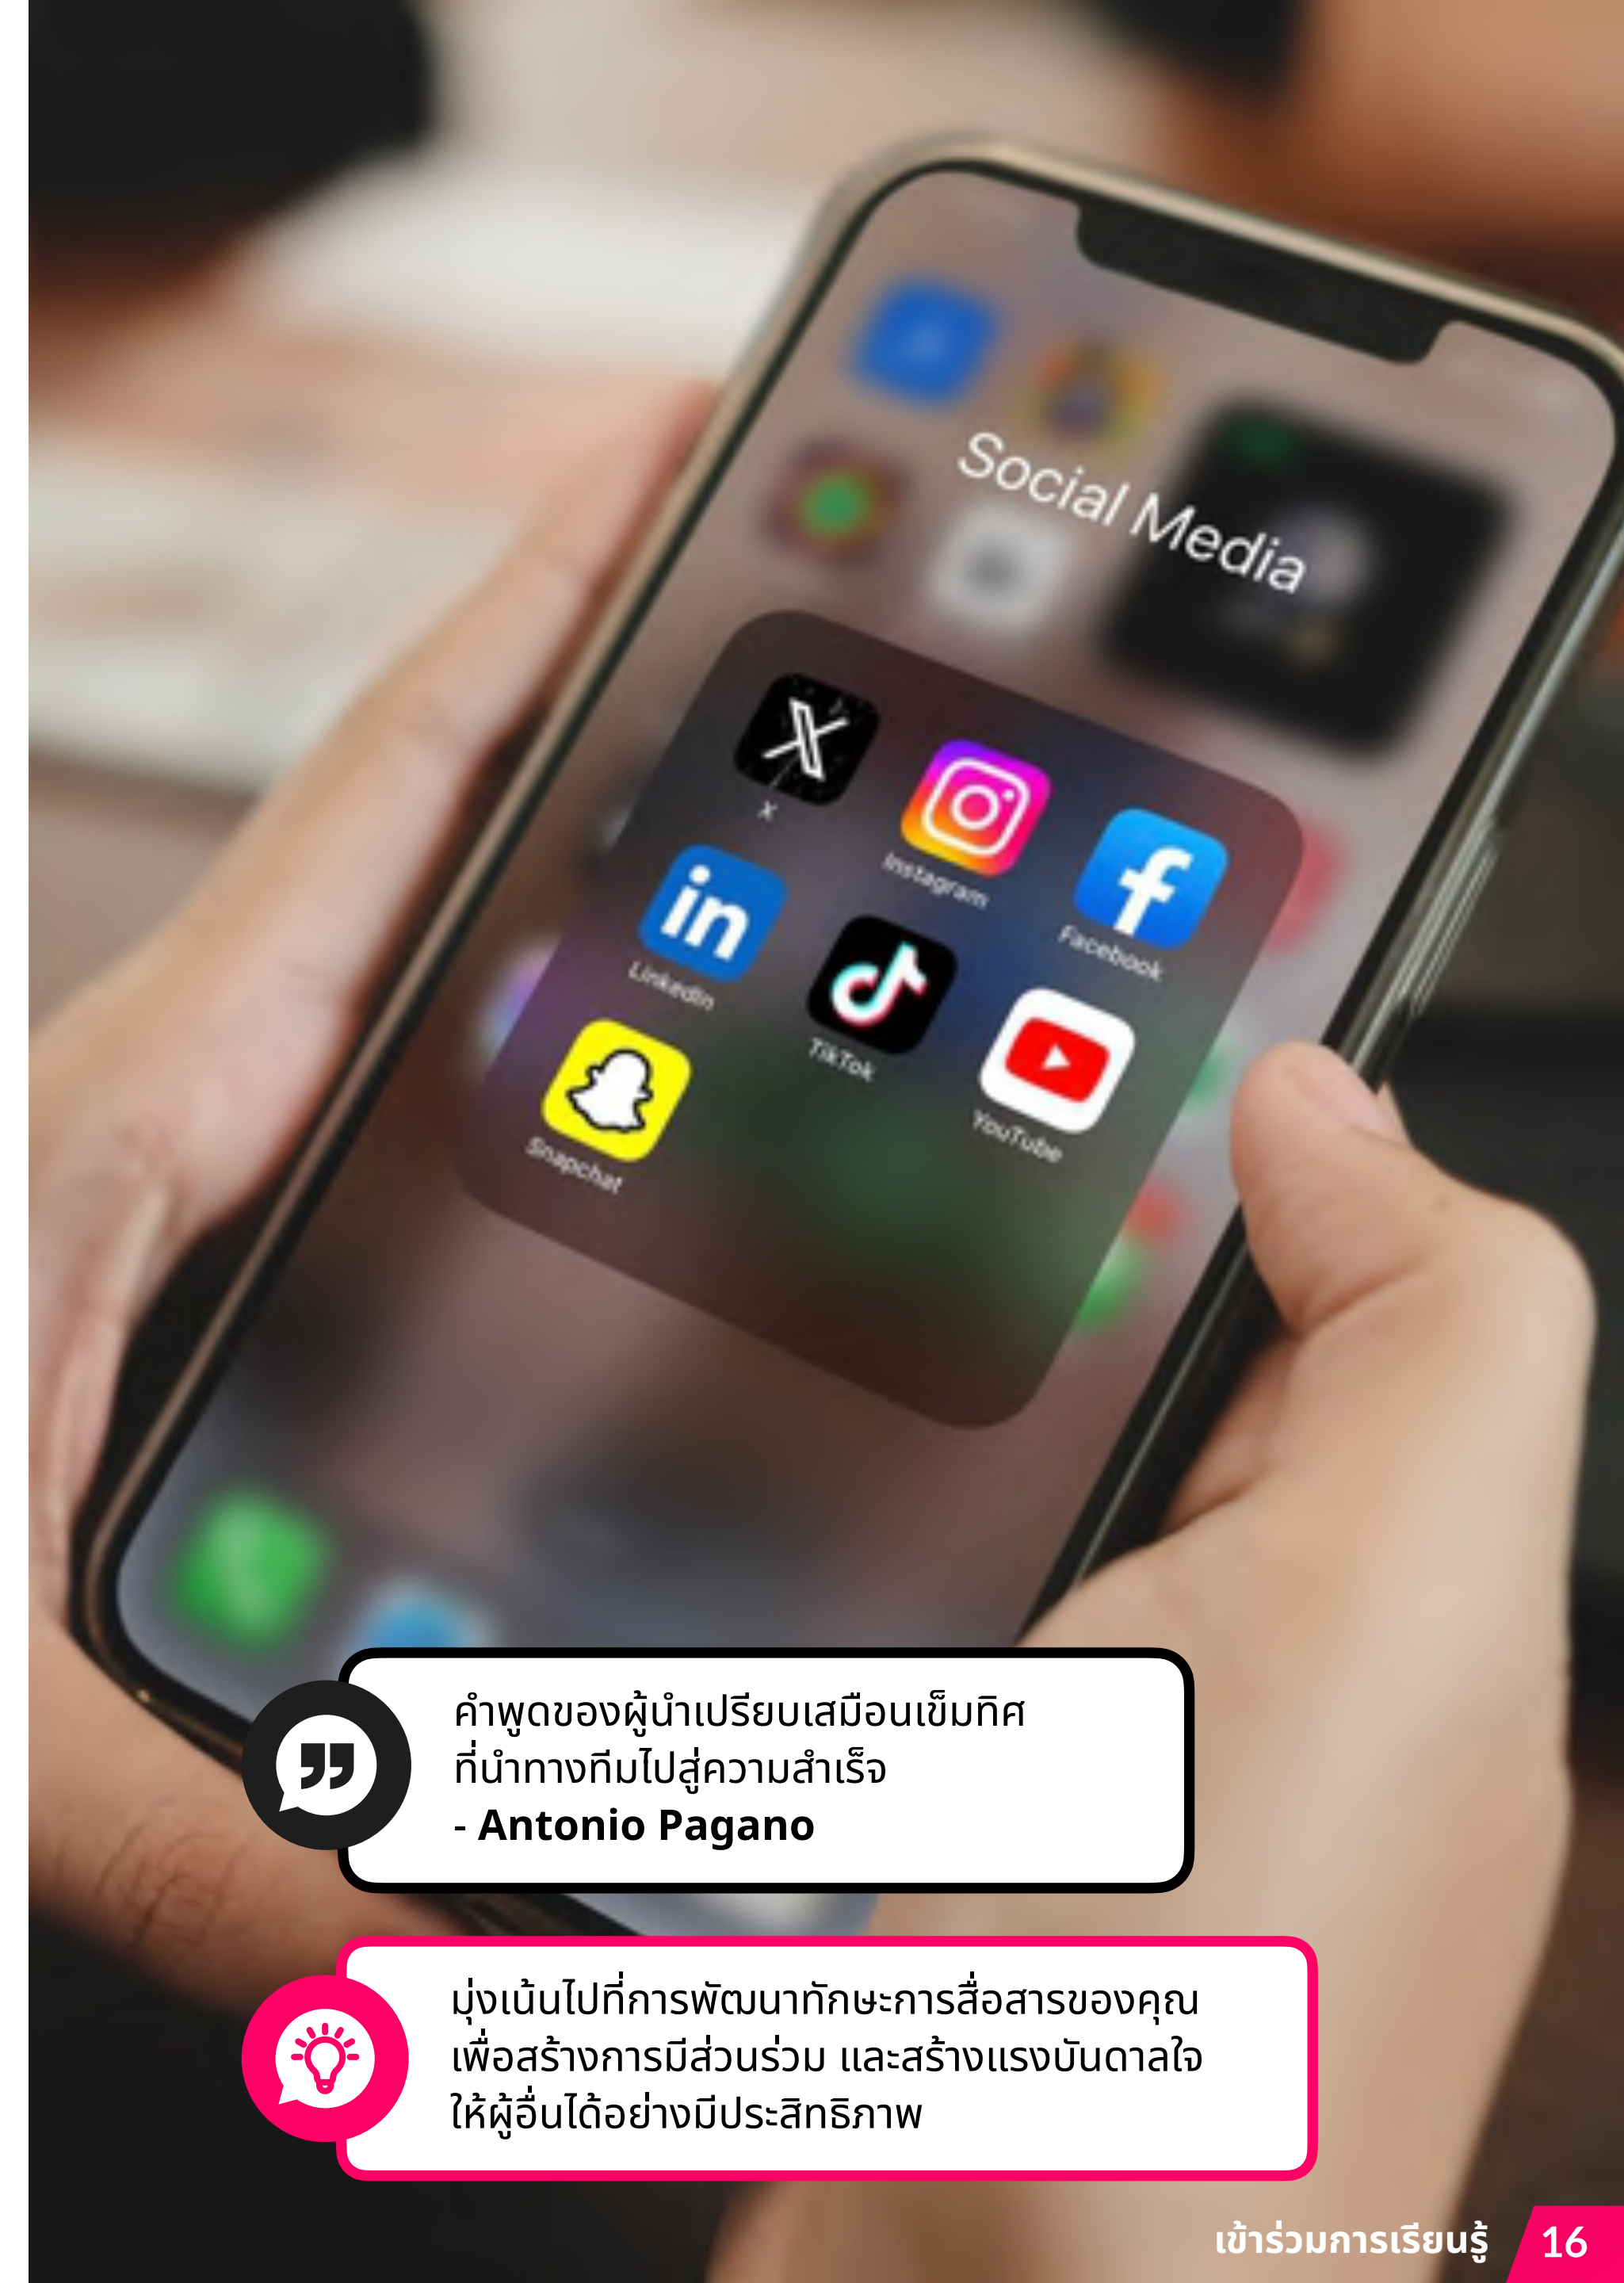 Social Media
X
Instagram
Facebook
in
LinkedIn
TikTok
YouTube
Snapchat
คำพูดของผู้นำเปรียบเสมือนเข็มทิศ
ที่นำทางทีมไปสู่ความสำเร็จ
- Antonio Pagano
มุ่งเน้นไปที่การพัฒนาทักษะการสื่อสารของคุณ
เพื่อสร้างการมีส่วนร่วม และสร้างแรงบันดาลใจ
ให้ผู้อื่นได้อย่างมีประสิทธิภาพ
เข้าร่วมการเรียนรู้ 16